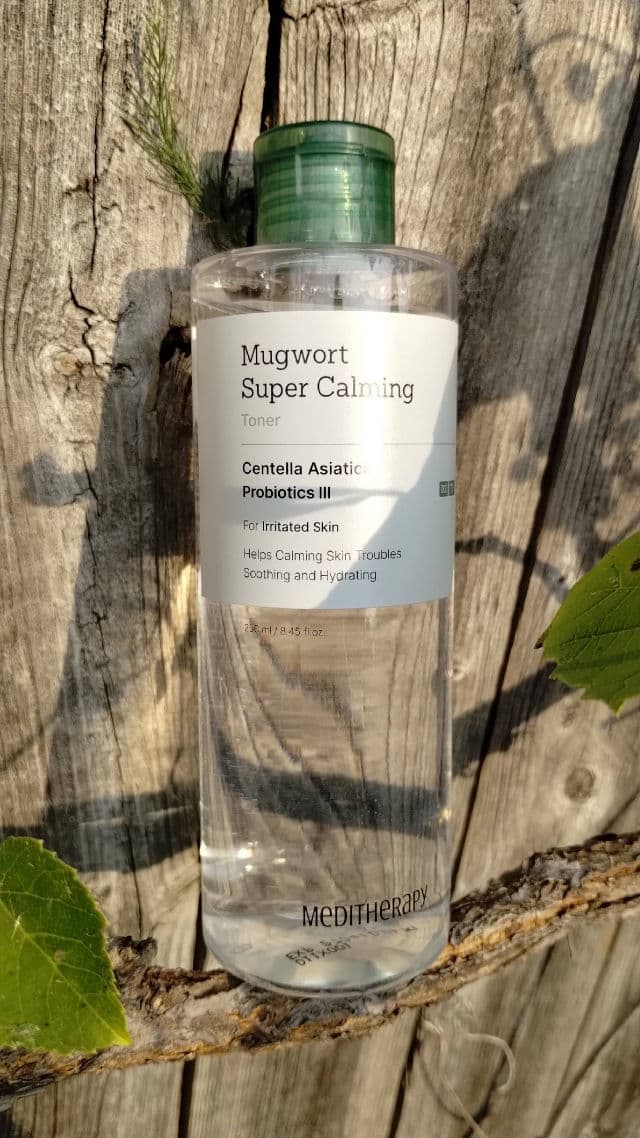 Mugwort
Super Calming
Toner
Centella Asiatica
Probiotics III
For Irritated Skin
Helps Calming Skin Troubles
Soothing and Hydrating
250 ml / 8.45 fl oz.
MEDITHERAPY